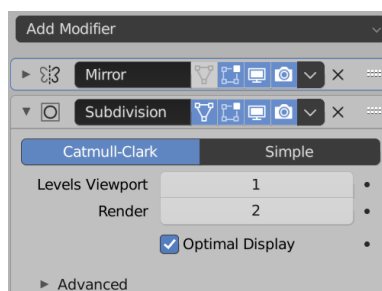 Add Modifier
Mirror
Subdivision
Catmull-Clark Simple
Levels Viewport 1
Render 2
Optimal Display
Advanced